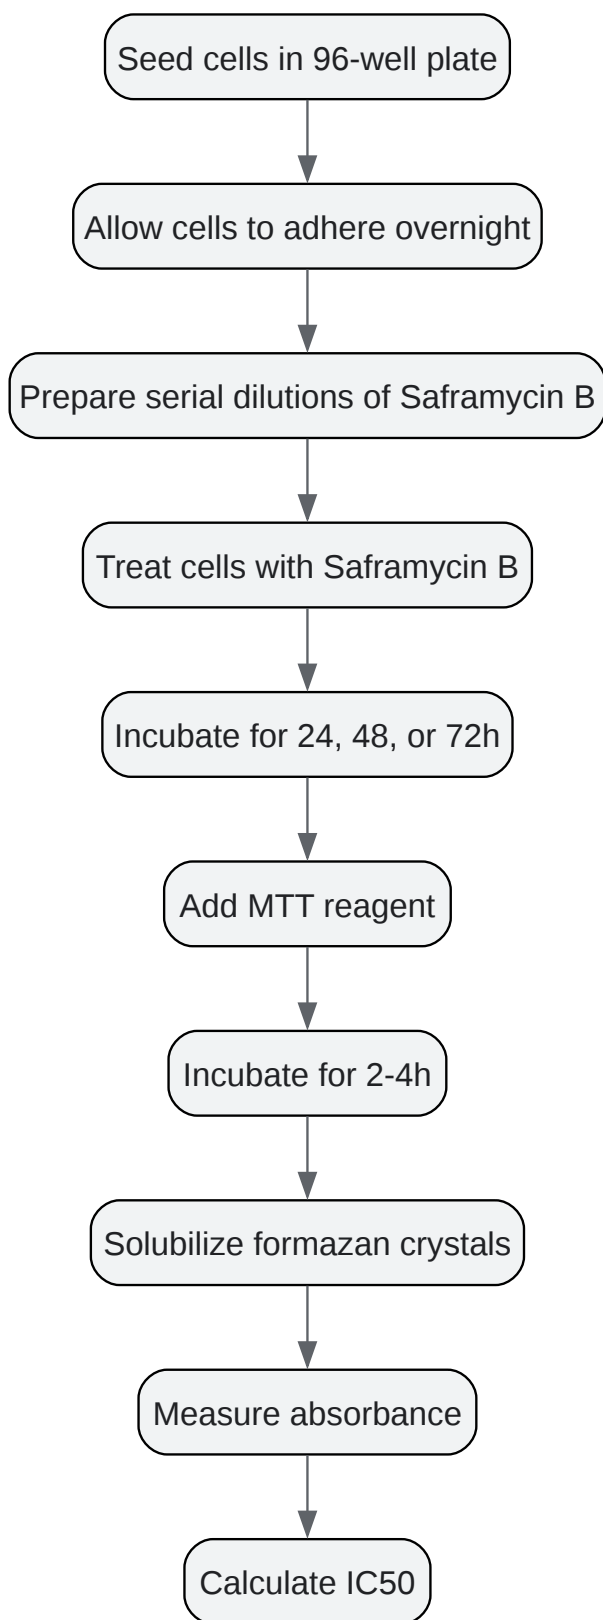 Seed cells in 96-well plate
Allow cells to adhere overnight
Prepare serial dilutions of Saframycin B
Treat cells with Saframycin B
Incubate for 24, 48, or 72h
Add MTT reagent
Incubate for 2-4h
Solubilize formazan crystals
Measure absorbance
Calculate IC50